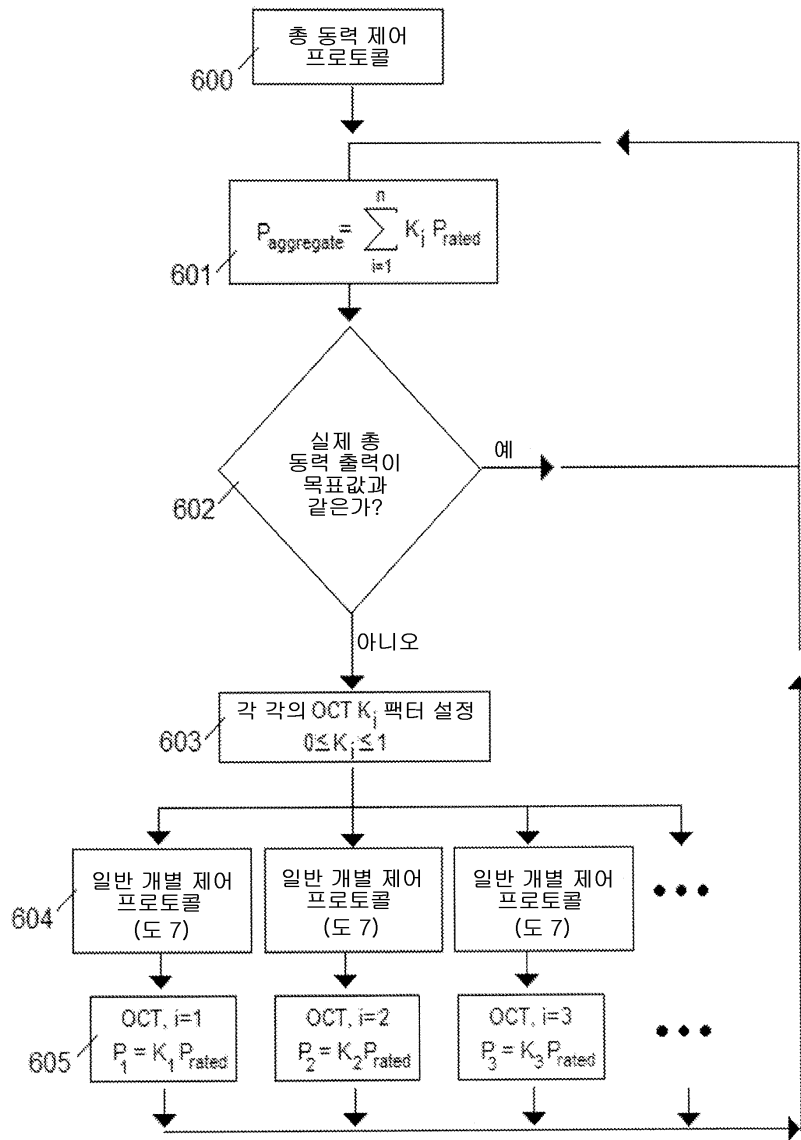 총 동력 제어
프로토콜
600
n
P_aggregate = ∑ K_i P_rated
i=1
601
실제 총
동력 출력이
목표값과
같은가?
602
예
아니오
각 각의 OCT K_i 팩터 설정
0≤K_i≤1
603
일반 개별 제어
프로토콜
(도 7)
일반 개별 제어
프로토콜
(도 7)
일반 개별 제어
프로토콜
(도 7)
•••
604
OCT, i=1
P_1 = K_1 P_rated
OCT, i=2
P_2 = K_2 P_rated
OCT, i=3
P_3 = K_3 P_rated
•••
605